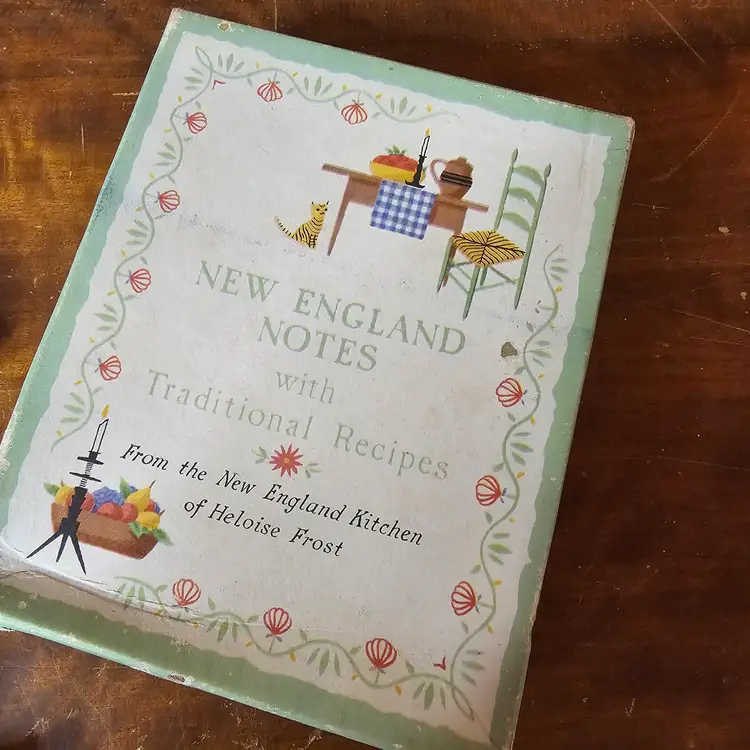 NEW ENGLAND
NOTES
with
Traditional Recipes
From the New England Kitchen
of Heloise Frost